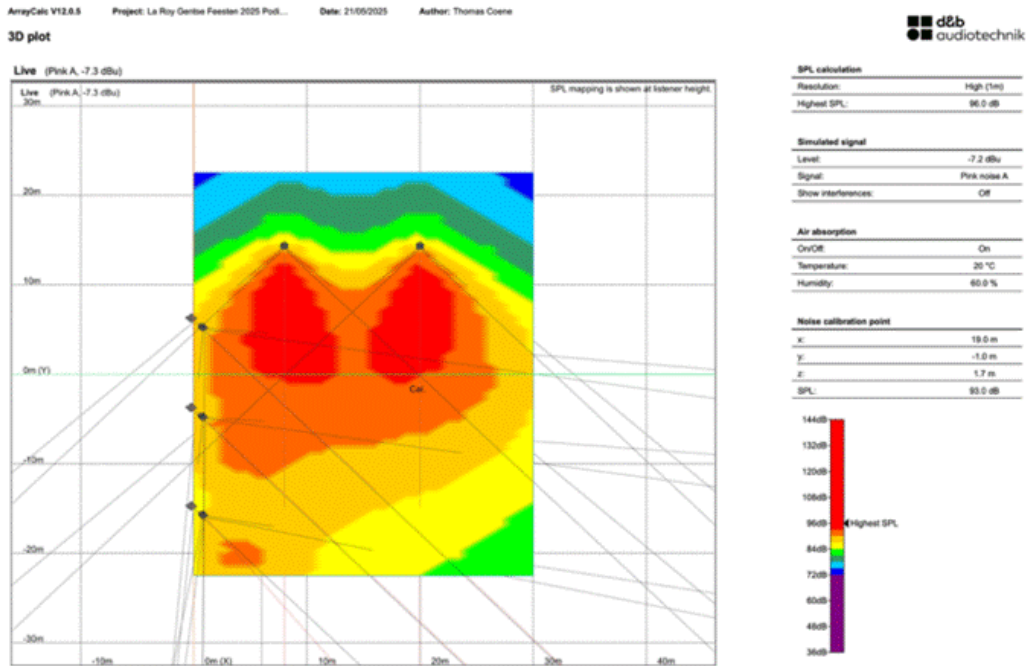 ArrayCalc V12.0.5 Project: La Roy Gentse Feesten 2025 Podi... Date: 21/05/2025 Author: Thomas Coene
3D plot
d&b
audiotechnik
Live (Pink A, -7.3 dBu)
Live (Pink A, -7.3 dBu)
SPL mapping is shown at listener height.
30m
20m
10m
0m (Y)
Cal.
-10m
-20m
-30m
-10m 0m (X) 10m 20m 30m 40m
SPL calculation
Resolution: High (1m)
Highest SPL: 96.0 dB
Simulated signal
Level: -7.2 dBu
Signal: Pink noise A
Show interferences: Off
Air absorption
On/Off: On
Temperature: 20 °C
Humidity: 60.0 %
Noise calibration point
x: 19.0 m
y: -1.0 m
z: 1.7 m
SPL: 93.0 dB
144dB
132dB
120dB
108dB
96dB Highest SPL
84dB
72dB
60dB
48dB
36dB